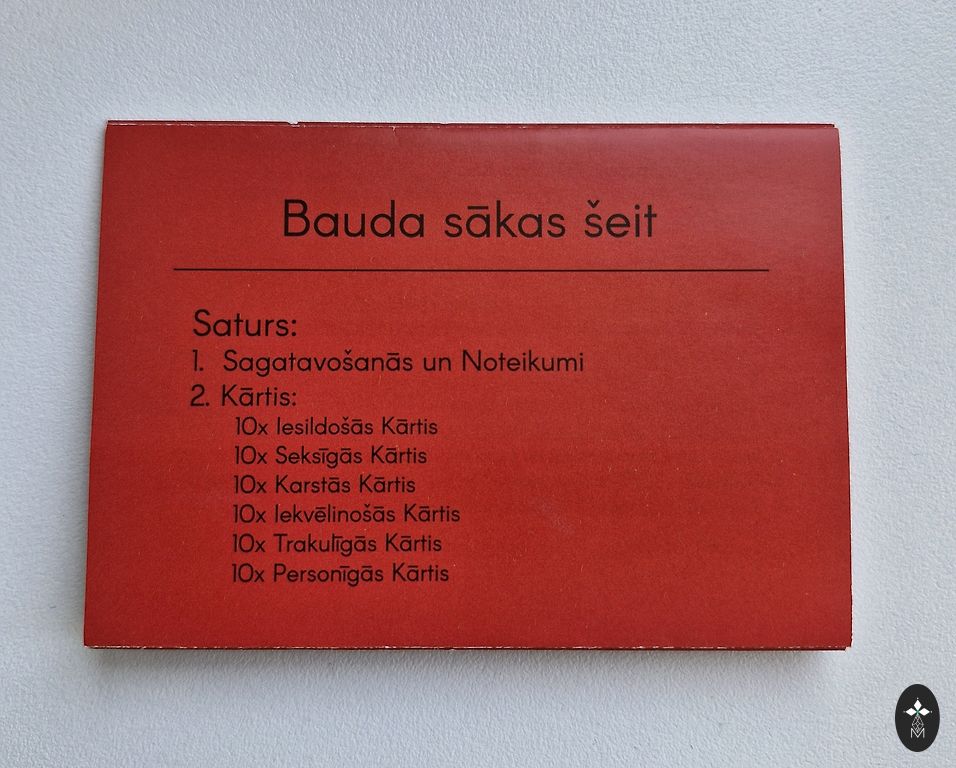 Bauda sākas šeit
Saturs:
1. Sagatavošanās un Noteikumi
2. Kārtis:
10x Iesildošās Kārtis
10x Seksīgās Kārtis
10x Karstās Kārtis
10x Iekvēlinošās Kārtis
10x Trakulīgās Kārtis
10x Personīgās Kārtis
M